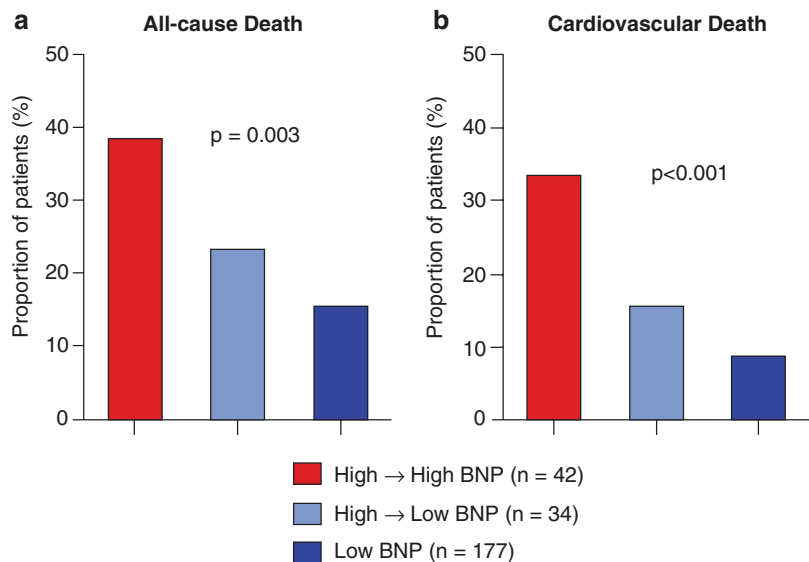 a All-cause Death
Proportion of patients (%)
50
40
30
20
10
0
p = 0.003
b Cardiovascular Death
Proportion of patients (%)
50
40
30
20
10
0
p<0.001
High → High BNP (n = 42)
High → Low BNP (n = 34)
Low BNP (n = 177)